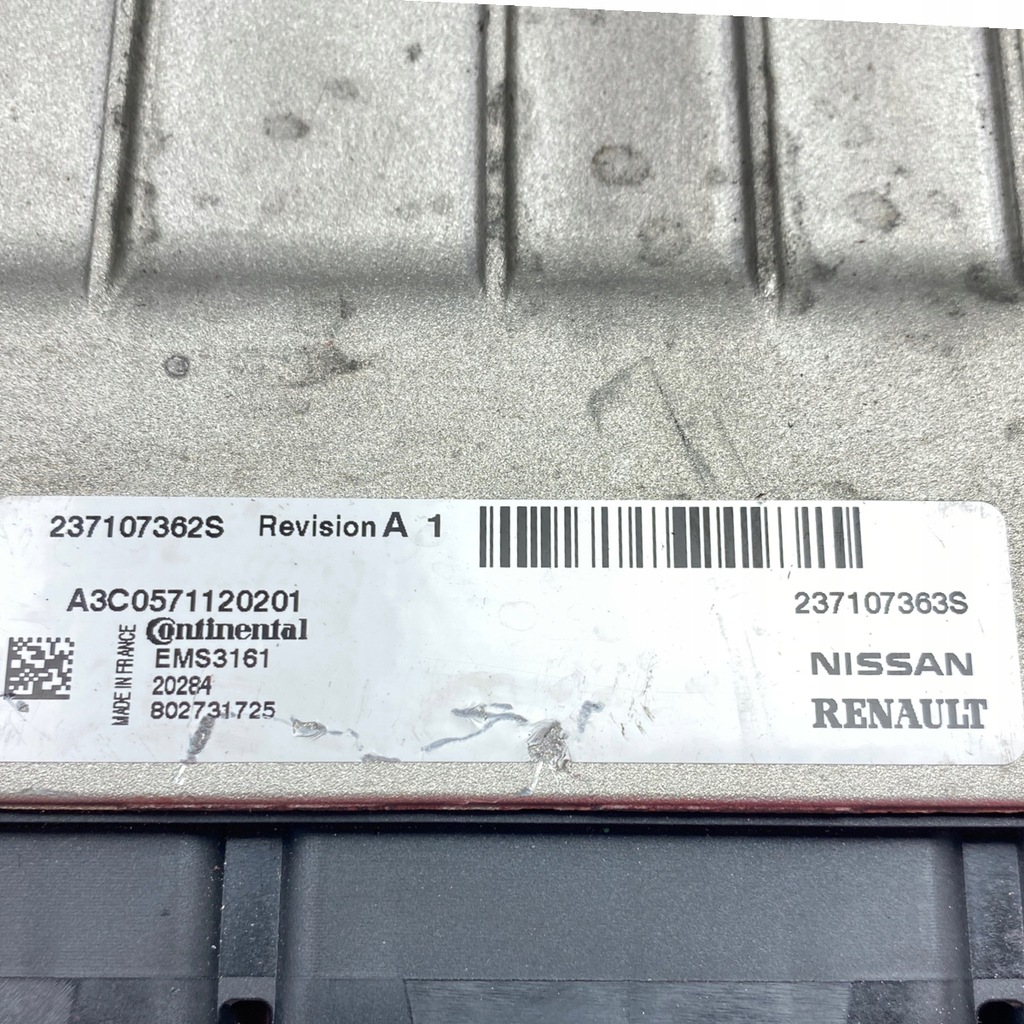 237107362S Revision A 1
A3C0571120201
237107363S
MADE IN FRANCE
Continental
EMS3161
20284
802731725
NISSAN
RENAULT